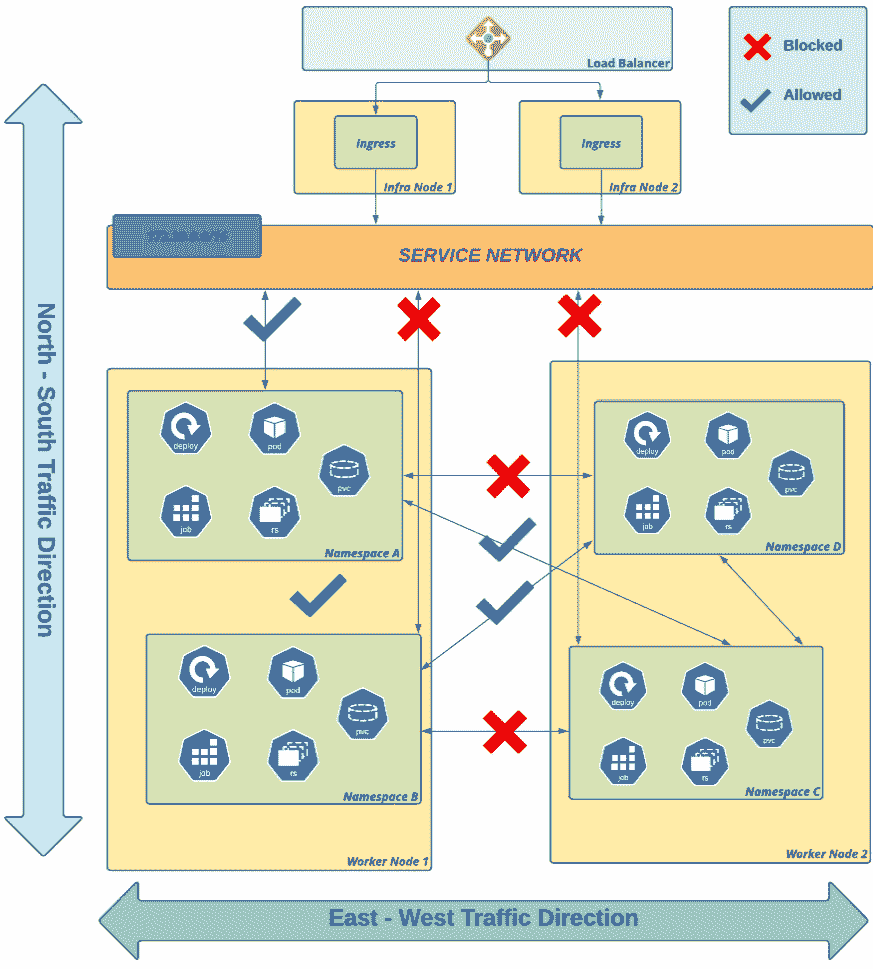 Load Balancer
Blocked
Allowed
Ingress
Ingress
Infra Node 1
Infra Node 2
SERVICE NETWORK
North - South Traffic Direction
deploy
pod
pvc
job
rs
Namespace A
deploy
pod
pvc
job
rs
Namespace D
deploy
pod
pvc
job
rs
Namespace B
deploy
pod
pvc
job
rs
Namespace C
Worker Node 1
Worker Node 2
East - West Traffic Direction